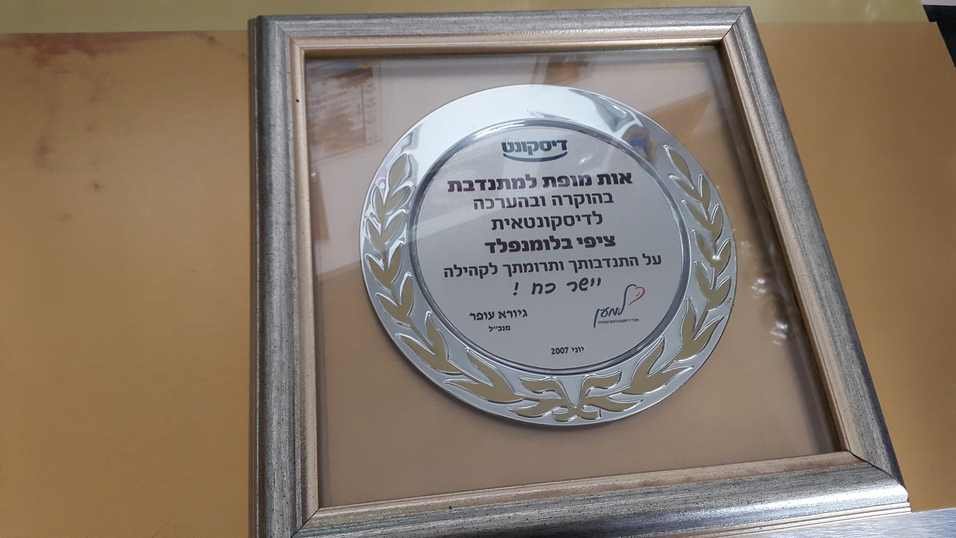 דיסקונט
אות מופת למתנדבת
בהוקרה ובהערכה
לדיסקונטאית
ציפי בלומנפלד
על התנדבותך ותרומתך לקהילה
יישר כח !
למען
גיורא עופר
מנכ"ל
יוני 2007